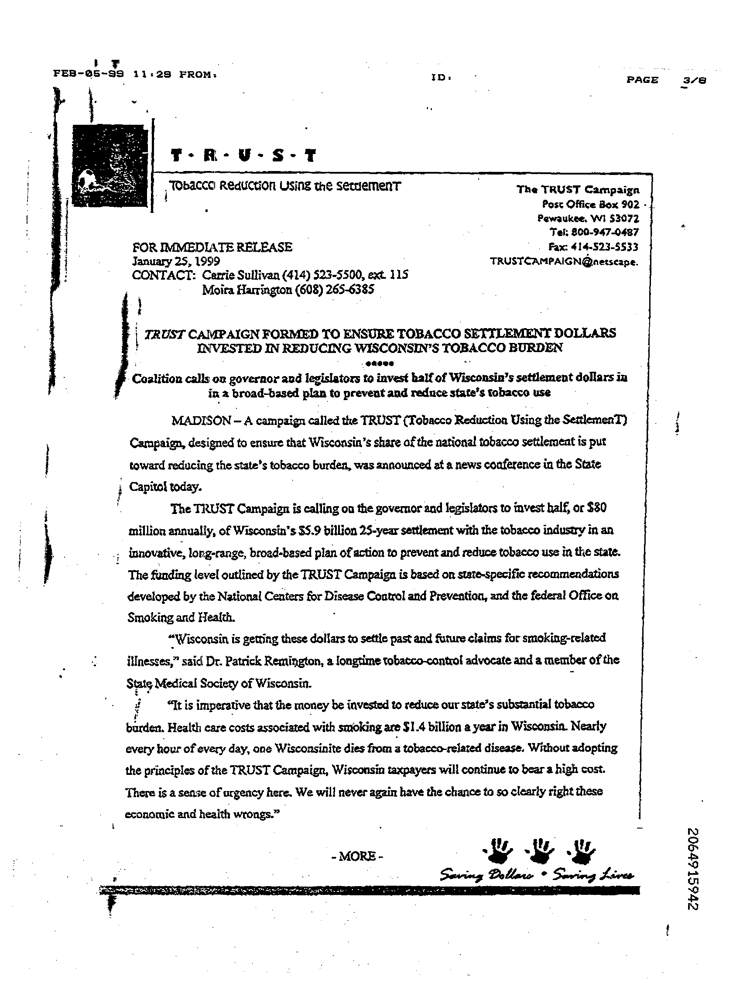 FEB-05-99 11:29 FROM:
ID:
PAGE 3/8
T · R · U · S · T
Tobacco Reduction Using the SettlemenT
The TRUST Campaign
Post Office Box 902
Pewaukee, WI 53072
Tel: 800-947-0487
Fax: 414-523-5533
TRUSTCAMPAIGN@netscape.
FOR IMMEDIATE RELEASE
January 25, 1999
CONTACT: Carrie Sullivan (414) 523-5500, ext. 115
Moira Harrington (608) 265-6385
TRUST CAMPAIGN FORMED TO ENSURE TOBACCO SETTLEMENT DOLLARS
INVESTED IN REDUCING WISCONSIN'S TOBACCO BURDEN
*****
Coalition calls on governor and legislators to invest half of Wisconsin's settlement dollars in
in a broad-based plan to prevent and reduce state's tobacco use
MADISON – A campaign called the TRUST (Tobacco Reduction Using the SettlemenT)
Campaign, designed to ensure that Wisconsin's share of the national tobacco settlement is put
toward reducing the state's tobacco burden, was announced at a news conference in the State
Capitol today.
The TRUST Campaign is calling on the governor and legislators to invest half, or $80
million annually, of Wisconsin's $5.9 billion 25-year settlement with the tobacco industry in an
innovative, long-range, broad-based plan of action to prevent and reduce tobacco use in the state.
The funding level outlined by the TRUST Campaign is based on state-specific recommendations
developed by the National Centers for Disease Control and Prevention, and the federal Office on
Smoking and Health.
"Wisconsin is getting these dollars to settle past and future claims for smoking-related
illnesses," said Dr. Patrick Remington, a longtime tobacco-control advocate and a member of the
State Medical Society of Wisconsin.
"It is imperative that the money be invested to reduce our state's substantial tobacco
burden. Health care costs associated with smoking are $1.4 billion a year in Wisconsin. Nearly
every hour of every day, one Wisconsinite dies from a tobacco-related disease. Without adopting
the principles of the TRUST Campaign, Wisconsin taxpayers will continue to bear a high cost.
There is a sense of urgency here. We will never again have the chance to so clearly right these
economic and health wrongs."
- MORE -
Saving Dollars • Saving Lives
2064915942